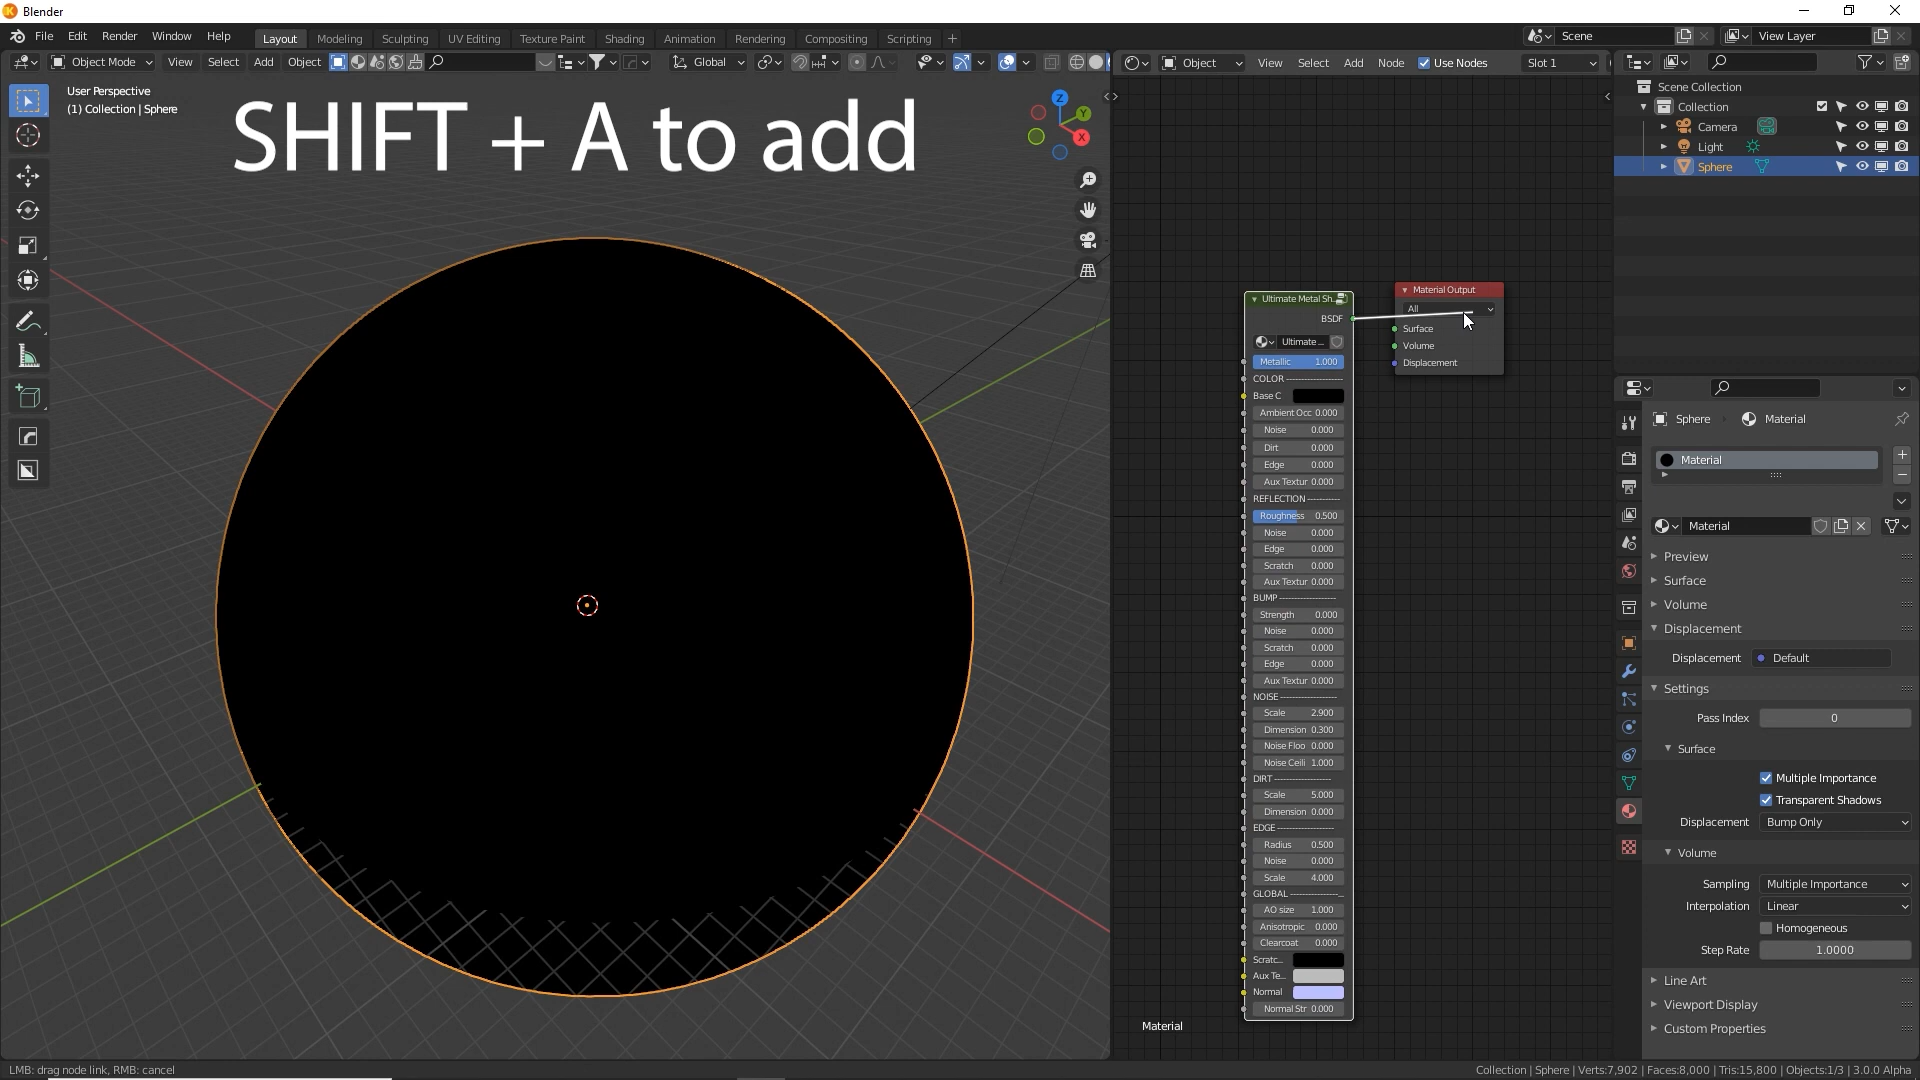 Blender
File Edit Render Window Help
Layout Modeling Sculpting UV Editing Texture Paint Shading Animation Rendering Compositing Scripting +
Scene
View Layer
Object Mode View Select Add Object
Global
Object View Select Add Node Use Nodes Slot 1
User Perspective
(1) Collection | Sphere
SHIFT + A to add
Z
Y
X
Scene Collection
Collection
Camera
Light
Sphere
Ultimate Metal Sh..
BSDF
Ultimate ...
Metallic 1.000
COLOR --------------------
Base C
Ambient Occ 0.000
Noise 0.000
Dirt 0.000
Edge 0.000
Aux Textur 0.000
REFLECTION-----------
Roughness 0.500
Noise 0.000
Edge 0.000
Scratch 0.000
Aux Textur 0.000
BUMP-------------------
Strength 0.000
Noise 0.000
Scratch 0.000
Edge 0.000
Aux Textur 0.000
NOISE -------------------
Scale 2.900
Dimension 0.300
Noise Floo 0.000
Noise Ceili 1.000
DIRT-------------------
Scale 5.000
Dimension 0.000
EDGE -------------------
Radius 0.500
Noise 0.000
Scale 4.000
GLOBAL ----------------...
AO size 1.000
Anisotropic 0.000
Clearcoat 0.000
Scratc...
Aux Te...
Normal
Normal Str 0.000
Material Output
All
Surface
Volume
Displacement
Material
Sphere Material
Material
Material
Preview
Surface
Volume
Displacement
Displacement Default
Settings
Pass Index 0
Surface
Multiple Importance
Transparent Shadows
Displacement Bump Only
Volume
Sampling Multiple Importance
Interpolation Linear
Homogeneous
Step Rate 1.0000
Line Art
Viewport Display
Custom Properties
LMB: drag node link, RMB: cancel
Collection | Sphere | Verts:7,902 | Faces:8,000 | Tris:15,800 | Objects:1/3 | 3.0.0 Alpha